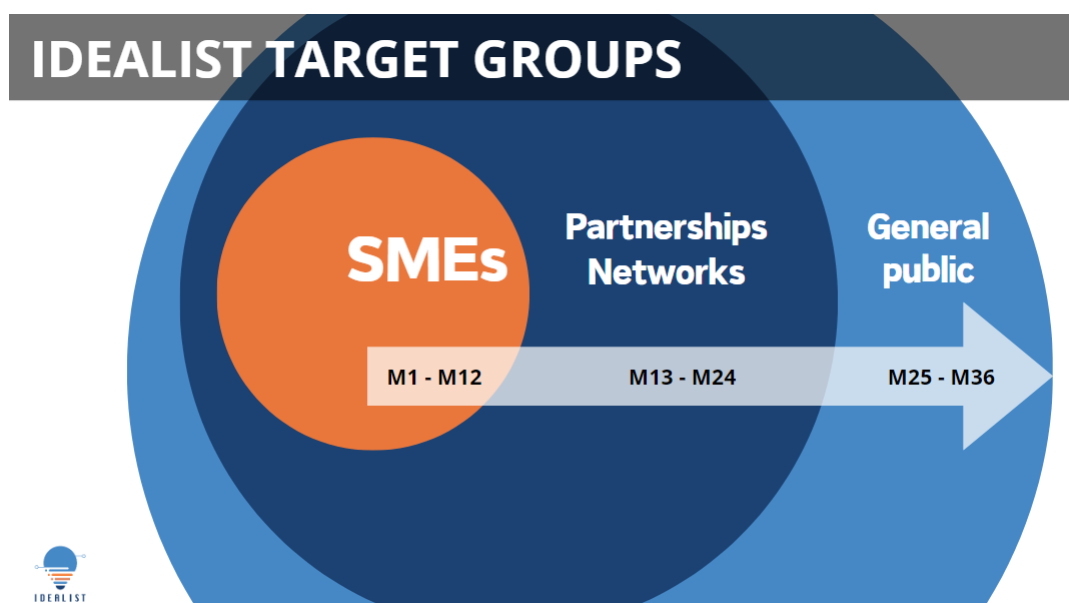 IDEALIST TARGET GROUPS
SMEs
Partnerships
Networks
General
public
M1 - M12
M13 - M24
M25 - M36
IDEALIST